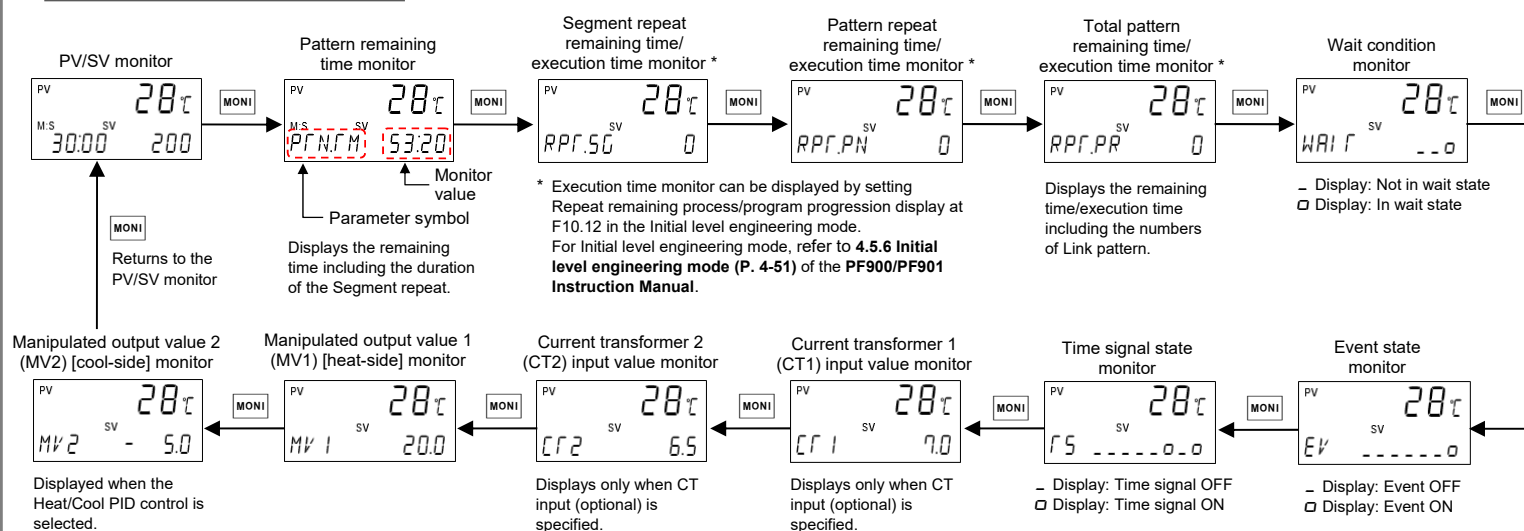 PV/SV monitor
PV
28℃
M:S SV
30:00 200
MONI
Pattern remaining
time monitor
PV
28℃
M:S SV
PTN.TM 53:20
Monitor
value
Parameter symbol
Displays the remaining
time including the duration
of the Segment repeat.
MONI
Segment repeat
remaining time/
execution time monitor *
PV
28℃
SV
RPT.SG 0
MONI
Pattern repeat
remaining time/
execution time monitor *
PV
28℃
SV
RPT.PN 0
* Execution time monitor can be displayed by setting
Repeat remaining process/program progression display at
F10.12 in the Initial level engineering mode.
For Initial level engineering mode, refer to 4.5.6 Initial
level engineering mode (P. 4-51) of the PF900/PF901
Instruction Manual.
MONI
Total pattern
remaining time/
execution time monitor *
PV
28℃
SV
RPT.PR 0
Displays the remaining
time/execution time
including the numbers
of Link pattern.
MONI
Wait condition
monitor
PV
28℃
SV
WAIT _ _ o
_ Display: Not in wait state
o Display: In wait state
MONI
MONI
Returns to the
PV/SV monitor
Manipulated output value 2
(MV2) [cool-side] monitor
PV
28℃
SV
MV2 - 5.0
Displayed when the
Heat/Cool PID control is
selected.
MONI
Manipulated output value 1
(MV1) [heat-side] monitor
PV
28℃
SV
MV1 20.0
MONI
Current transformer 2
(CT2) input value monitor
PV
28℃
SV
CT2 6.5
Displays only when CT
input (optional) is
specified.
MONI
Current transformer 1
(CT1) input value monitor
PV
28℃
SV
CT1 7.0
Displays only when CT
input (optional) is
specified.
MONI
Time signal state
monitor
PV
28℃
SV
TS _ _ _ _ _ o _ o
_ Display: Time signal OFF
o Display: Time signal ON
MONI
Event state
monitor
PV
28℃
SV
EV _ _ _ _ _ _ o
_ Display: Event OFF
o Display: Event ON